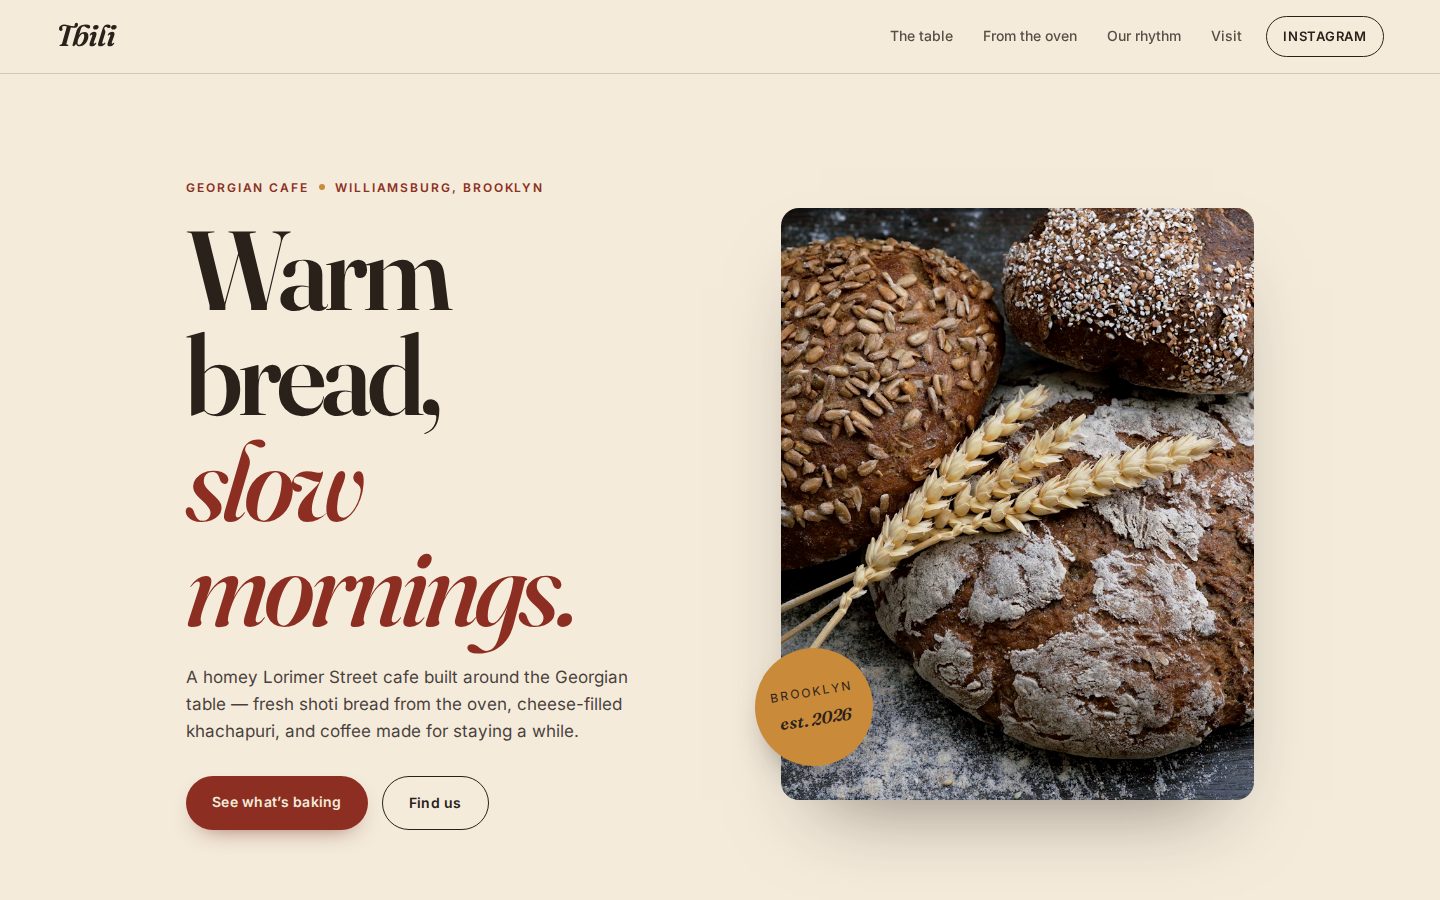 Tbili
The table
From the oven
Our rhythm
Visit
INSTAGRAM
GEORGIAN CAFE • WILLIAMSBURG, BROOKLYN
Warm
bread,
slow
mornings.
A homey Lorimer Street cafe built around the Georgian
table — fresh shoti bread from the oven, cheese-filled
khachapuri, and coffee made for staying a while.
See what’s baking
Find us
BROOKLYN
est. 2026